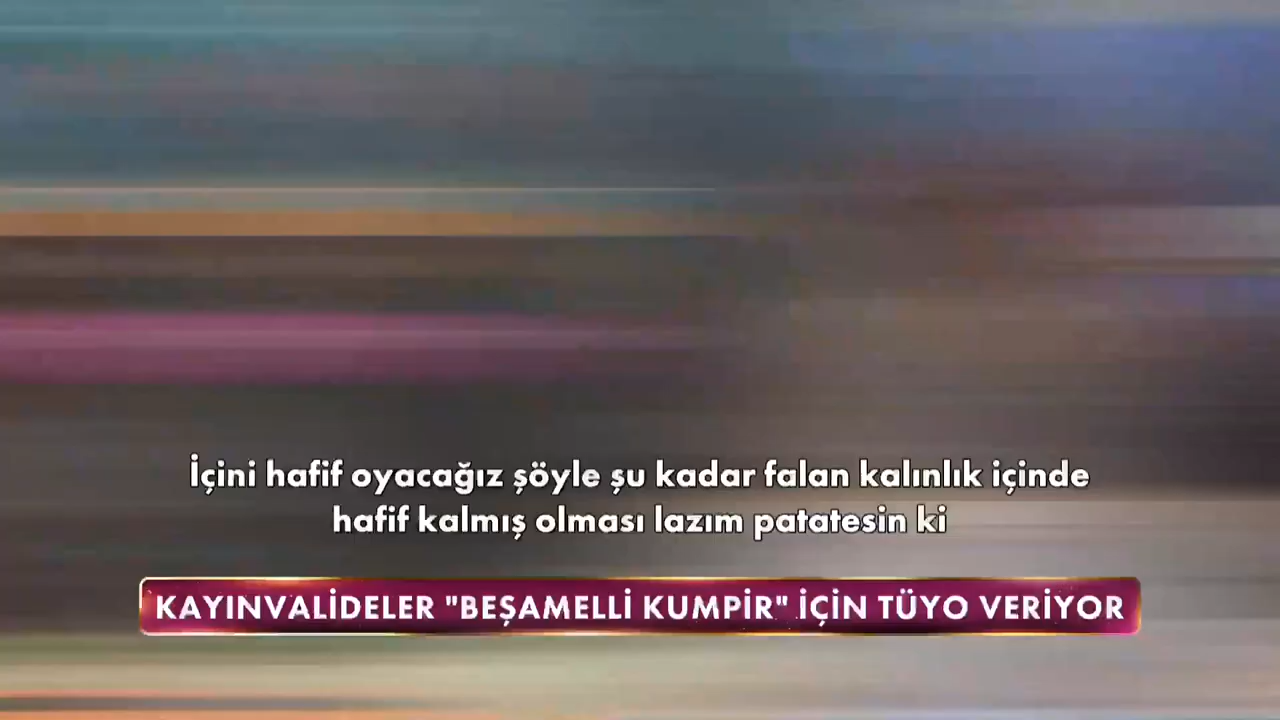 İçini hafif oyacağız şöyle şu kadar falan kalınlık içinde
hafif kalmış olması lazım patatesin ki
KAYINVALİDELER "BEŞAMELLİ KUMPİR" İÇİN TÜYO VERİYOR